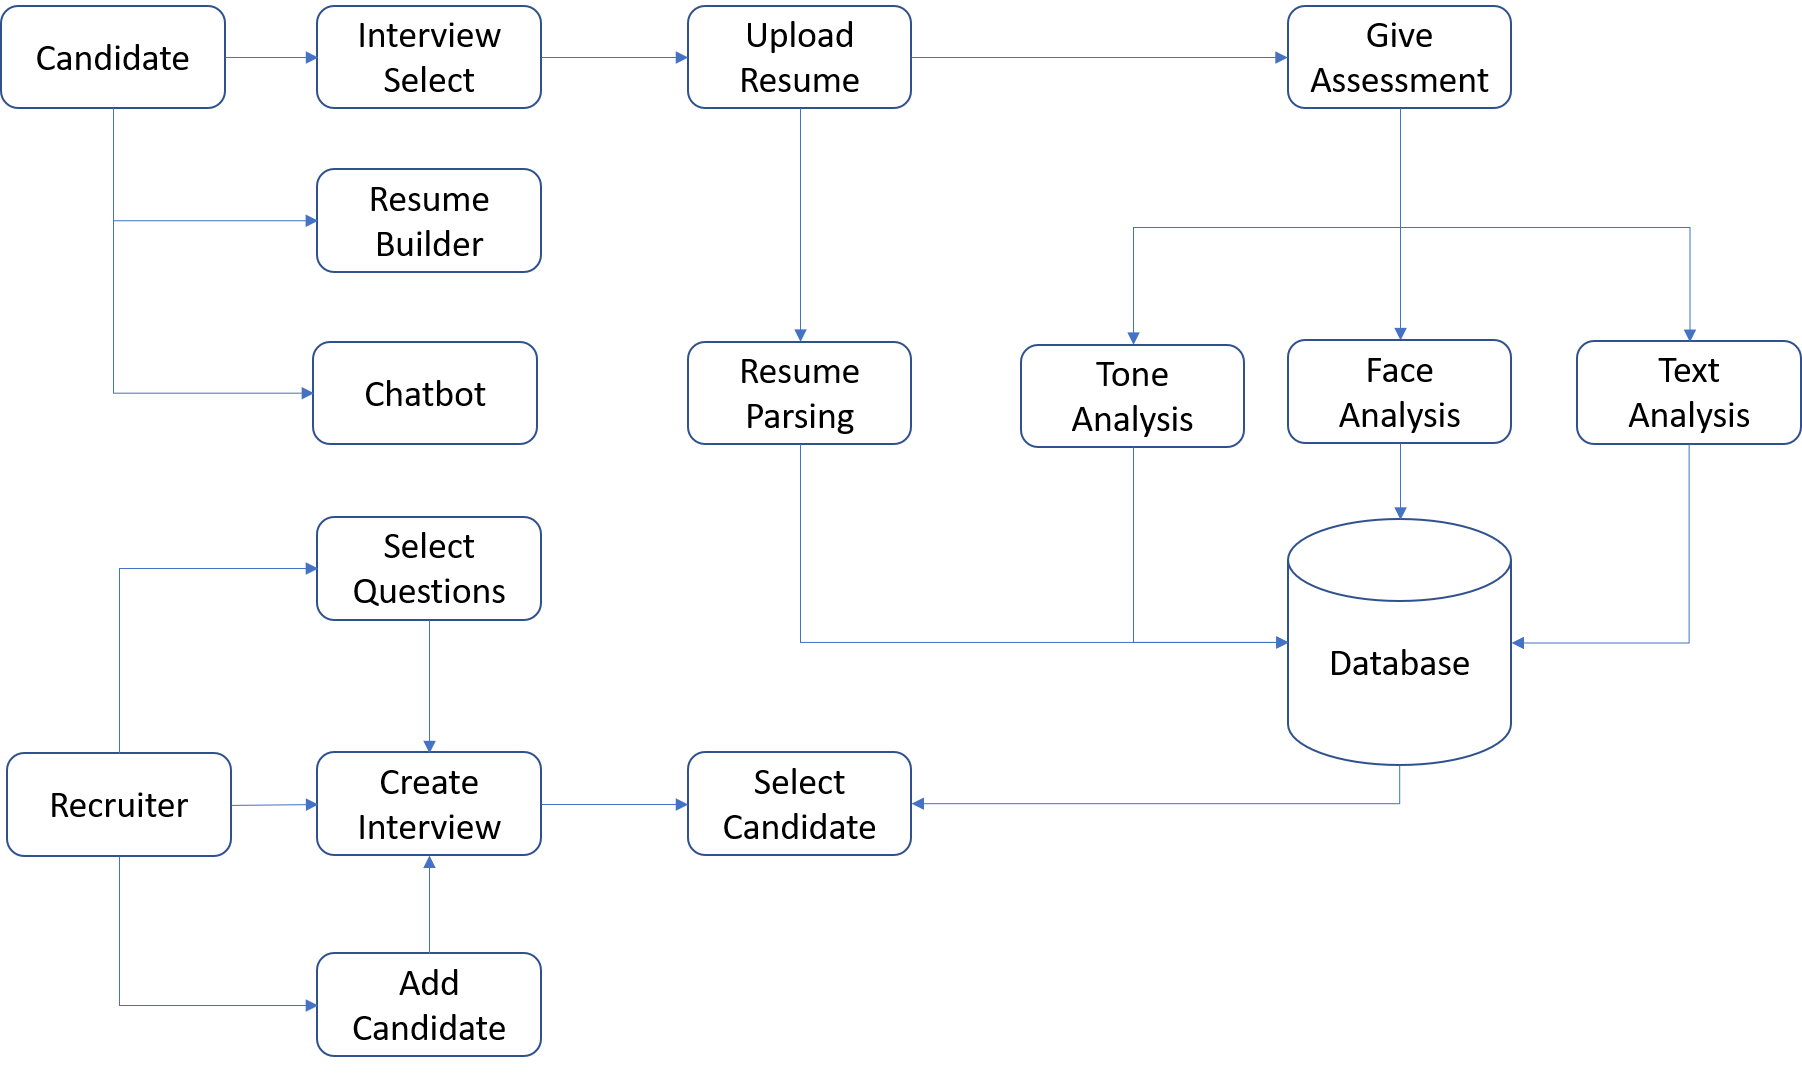 Candidate
Interview
Select
Upload
Resume
Give
Assessment
Resume
Builder
Chatbot
Resume
Parsing
Tone
Analysis
Face
Analysis
Text
Analysis
Select
Questions
Database
Recruiter
Create
Interview
Select
Candidate
Add
Candidate